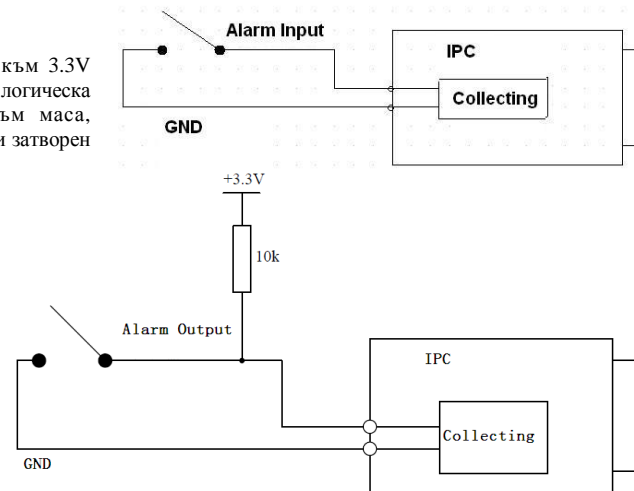 Alarm Input
IPC
към 3.3V
логическа
маса,
затворен
Collecting
GND
+3.3V
10k
Alarm Output
IPC
Collecting
GND